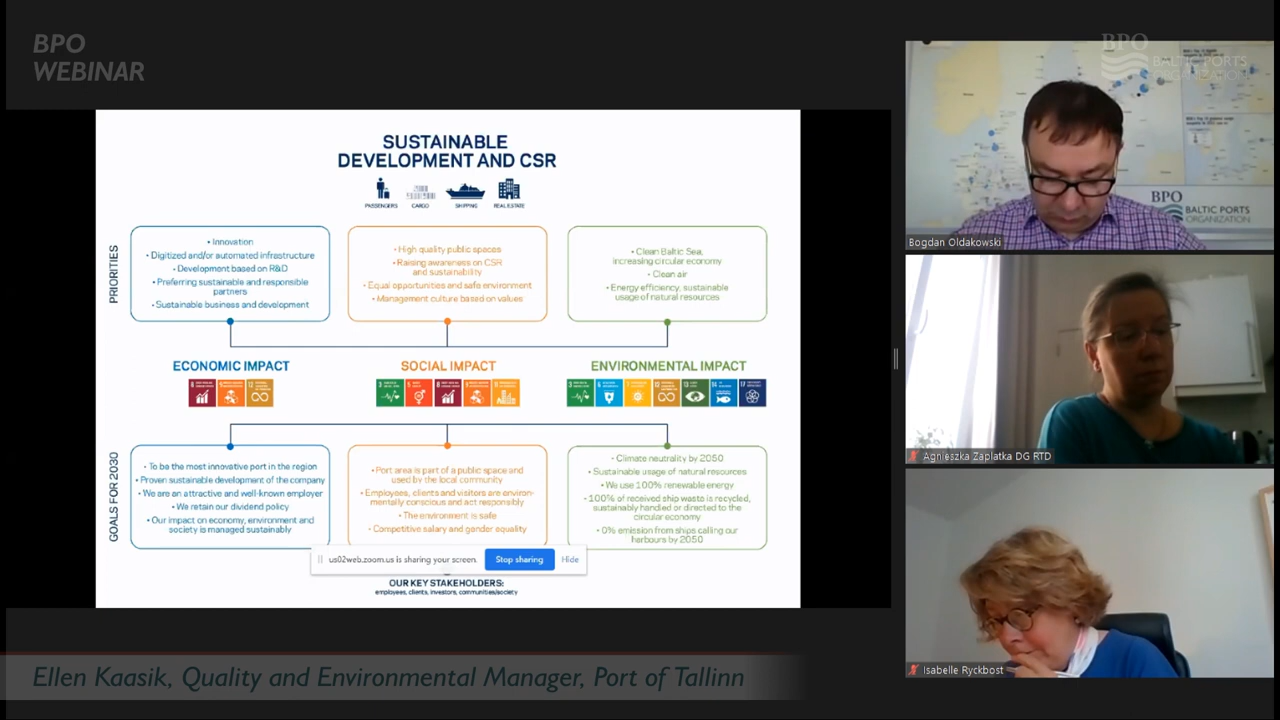 BPO
WEBINAR
SUSTAINABLE
DEVELOPMENT AND CSR
PASSENGERS
CARGO
SHIPPING
REAL ESTATE
PRIORITIES
• Innovation
• Digitized and/or automated infrastructure
• Development based on R&D
• Preferring sustainable and responsible
partners
• Sustainable business and development
• High quality public spaces
• Raising awareness on CSR
and sustainability
• Equal opportunities and safe environment
• Management culture based on values
• Clean Baltic Sea,
increasing circular economy
• Clean air
• Energy efficiency, sustainable
usage of natural resources
ECONOMIC IMPACT
SOCIAL IMPACT
ENVIRONMENTAL IMPACT
GOALS FOR 2030
• To be the most innovative port in the region
• Proven sustainable development of the company
• We are an attractive and well-known employer
• We retain our dividend policy
• Our impact on economy, environment and
society is managed sustainably
• Port area is part of a public space and
used by the local community
• Employees, clients and visitors are environ-
mentally conscious and act responsibly
• The environment is safe
• Competitive salary and gender equality
• Climate neutrality by 2050
• Sustainable usage of natural resources
• We use 100% renewable energy
• 100% of received ship waste is recycled,
sustainably handled or directed to the
circular economy
• 0% emission from ships calling our
harbours by 2050
us02web.zoom.us is sharing your screen.
Stop sharing
Hide
OUR KEY STAKEHOLDERS:
employees, clients, investors, communities/society
BPO
BALTIC PORTS
ORGANIZATION
BPO
BALTIC PORTS
ORGANIZATION
Bogdan Oldakowski
Agnieszka Zaplatka DG RTD
Isabelle Ryckbost
Ellen Kaasik, Quality and Environmental Manager, Port of Tallinn